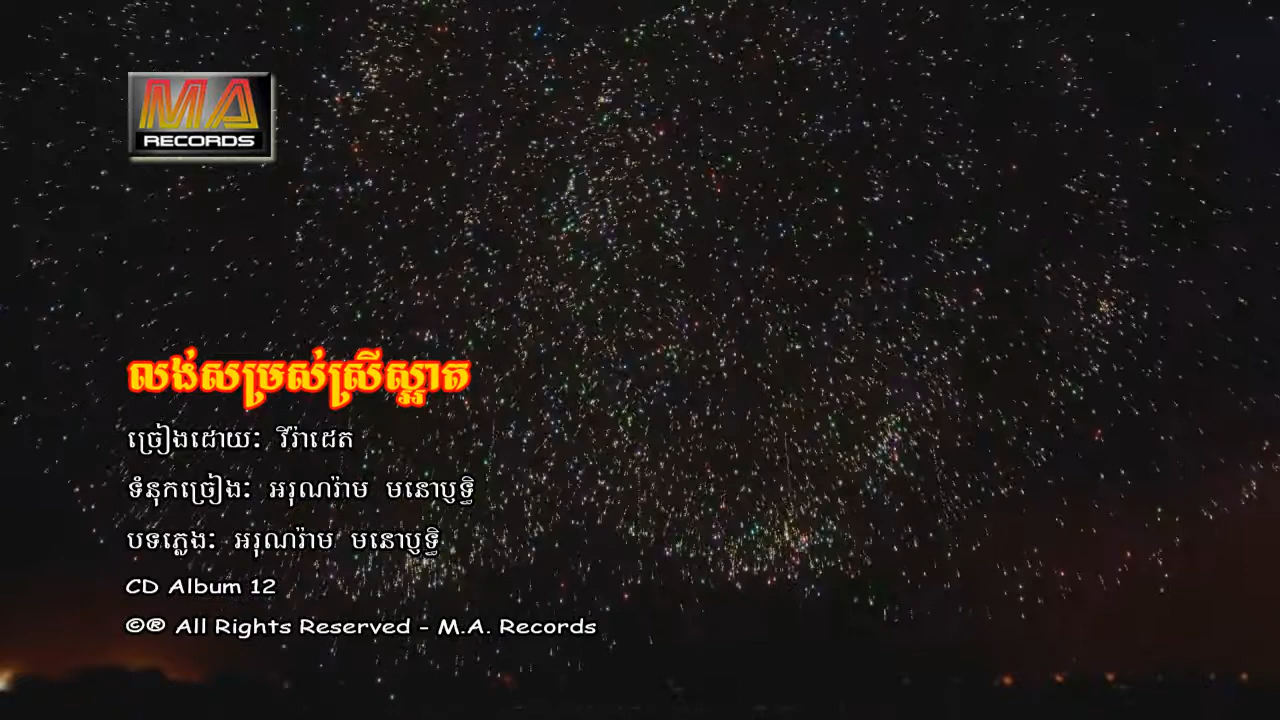 MA
RECORDS
លង់សម្រស់ស្រីស្អាត
ច្រៀងដោយ: វីរ៉ាដេត
ទំនុកច្រៀង: អរុណរ៉ាម មនោឫទ្ធិ
បទភ្លេង: អរុណរ៉ាម មនោឫទ្ធិ
CD Album 12
©® All Rights Reserved - M.A. Records